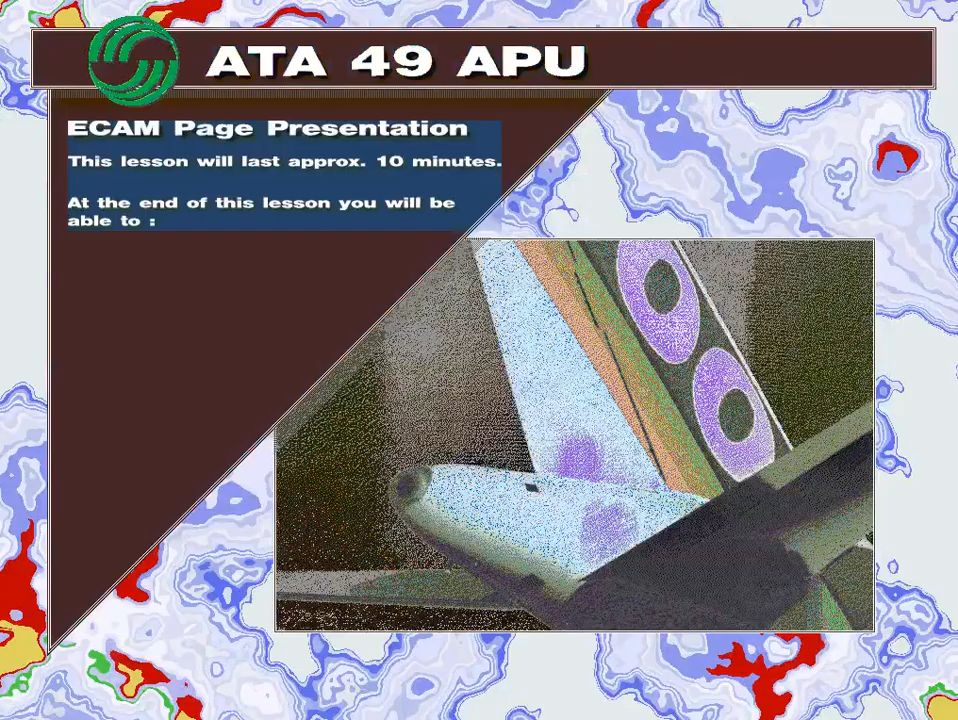 ATA 49 APU
ECAM Page Presentation
This lesson will last approx. 10 minutes.
At the end of this lesson you will be
able to :